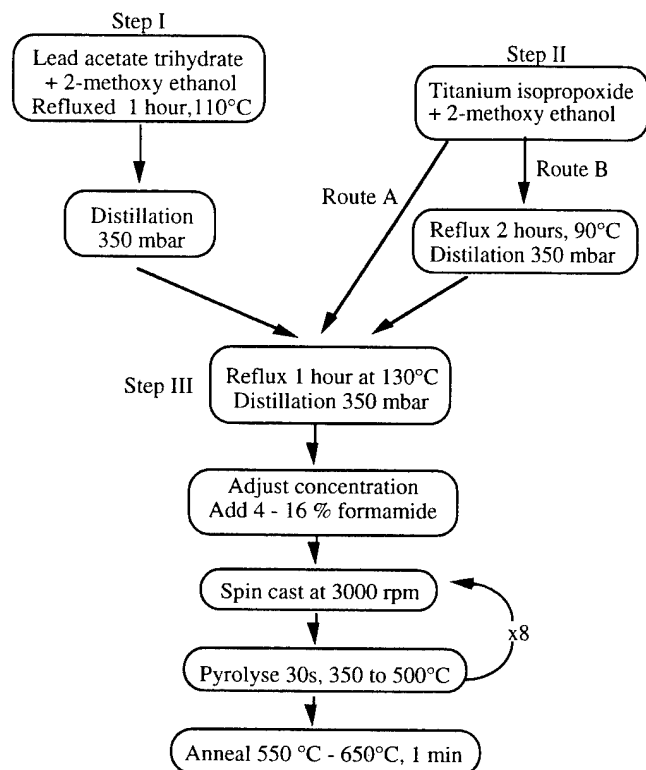 Step I
Lead acetate trihydrate
+ 2-methoxy ethanol
Refluxed 1 hour,110°C
Step II
Titanium isopropoxide
+ 2-methoxy ethanol
Route A
Route B
Distillation
350 mbar
Reflux 2 hours, 90°C
Distilation 350 mbar
Step III
Reflux 1 hour at 130°C
Distillation 350 mbar
Adjust concentration
Add 4 - 16 % formamide
Spin cast at 3000 rpm
x8
Pyrolyse 30s, 350 to 500°C
Anneal 550 °C - 650°C, 1 min